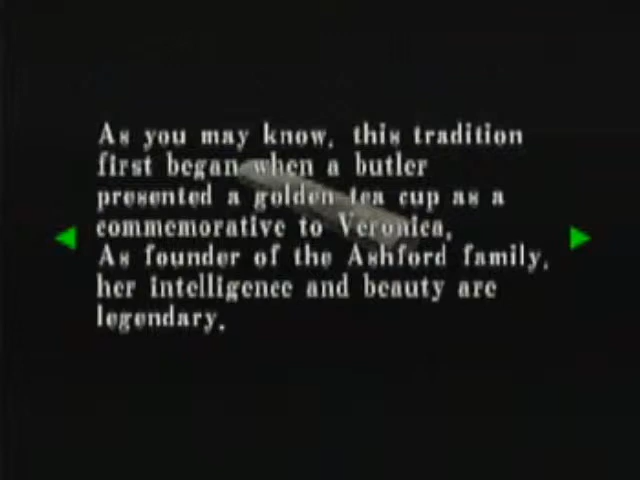 As you may know, this tradition
first began when a butler
presented a golden tea cup as a
commemorative to Veronica.
As founder of the Ashford family,
her intelligence and beauty are
legendary.